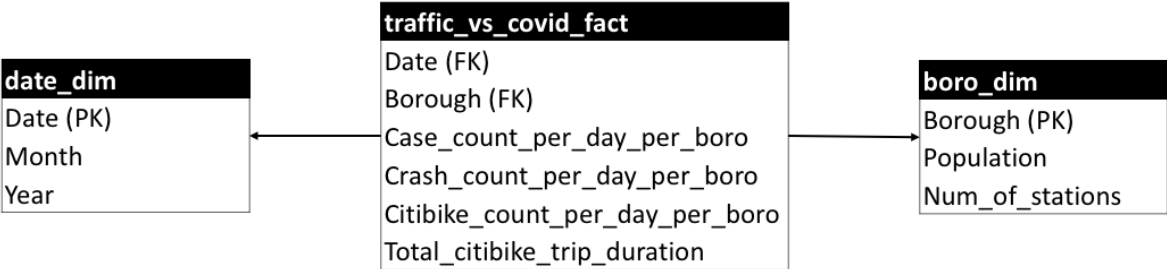 date_dim
Date (PK)
Month
Year
traffic_vs_covid_fact
Date (FK)
Borough (FK)
Case_count_per_day_per_boro
Crash_count_per_day_per_boro
Citibike_count_per_day_per_boro
Total_citibike_trip_duration
boro_dim
Borough (PK)
Population
Num_of_stations